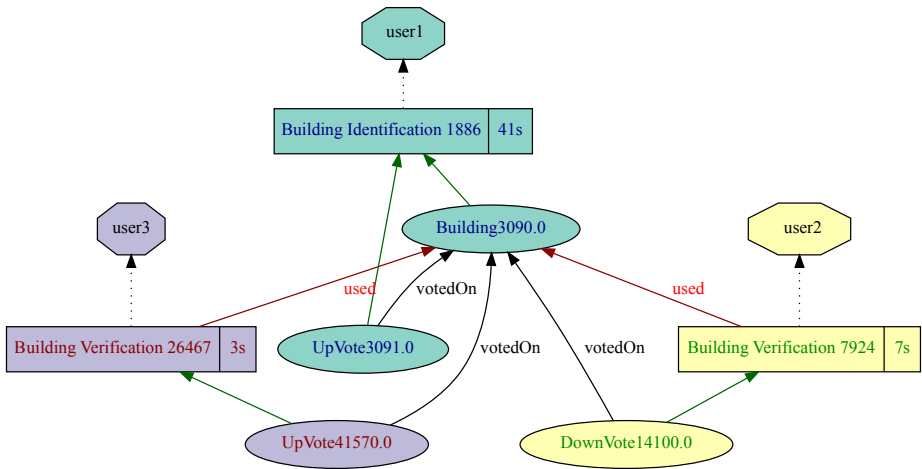 user1
Building Identification 1886 41s
user3
Building3090.0
user2
used
votedOn
used
Building Verification 26467 3s
UpVote3091.0
votedOn
votedOn
Building Verification 7924 7s
UpVote41570.0
DownVote14100.0